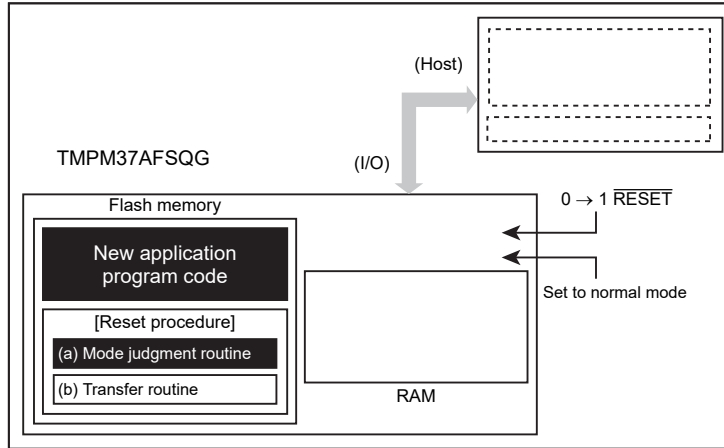 (Host)
TMPM37AFSQG
(I/O)
Flash memory
0 → 1 RESET
New application
program code
Set to normal mode
[Reset procedure]
(a) Mode judgment routine
(b) Transfer routine
RAM